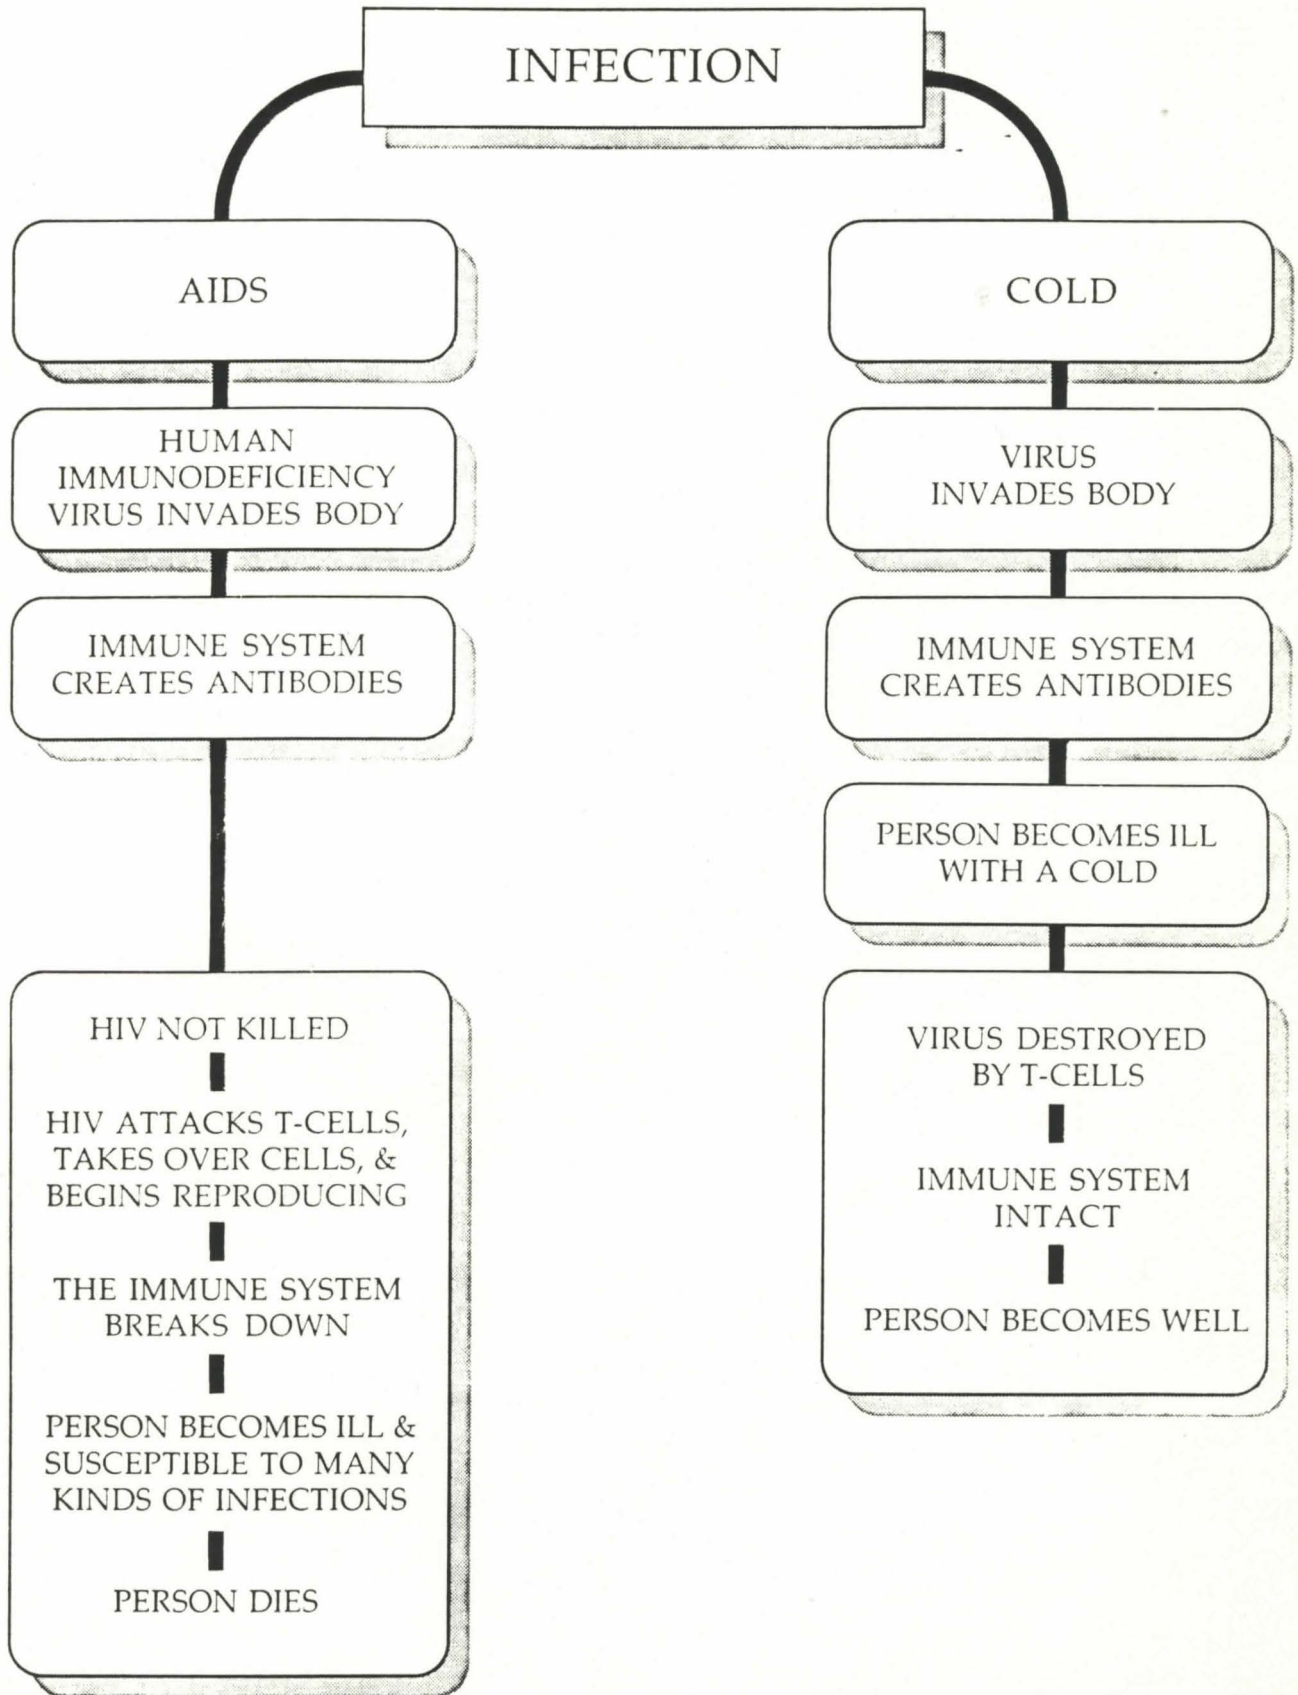 INFECTION
AIDS
HUMAN
IMMUNODEFICIENCY
VIRUS INVADES BODY
IMMUNE SYSTEM
CREATES ANTIBODIES
HIV NOT KILLED
HIV ATTACKS T-CELLS,
TAKES OVER CELLS, &
BEGINS REPRODUCING
THE IMMUNE SYSTEM
BREAKS DOWN
PERSON BECOMES ILL &
SUSCEPTIBLE TO MANY
KINDS OF INFECTIONS
PERSON DIES
COLD
VIRUS
INVADES BODY
IMMUNE SYSTEM
CREATES ANTIBODIES
PERSON BECOMES ILL
WITH A COLD
VIRUS DESTROYED
BY T-CELLS
IMMUNE SYSTEM
INTACT
PERSON BECOMES WELL